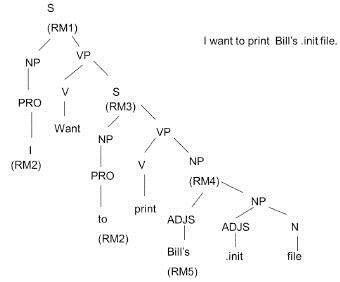 S
(RM1)
I want to print Bill's .init file.
NP VP
PRO V S
(RM3)
Want
I NP VP
(RM2)
PRO V NP
(RM4)
to print ADJS NP
(RM2)
Bill's ADJS N
(RM5)
.init file